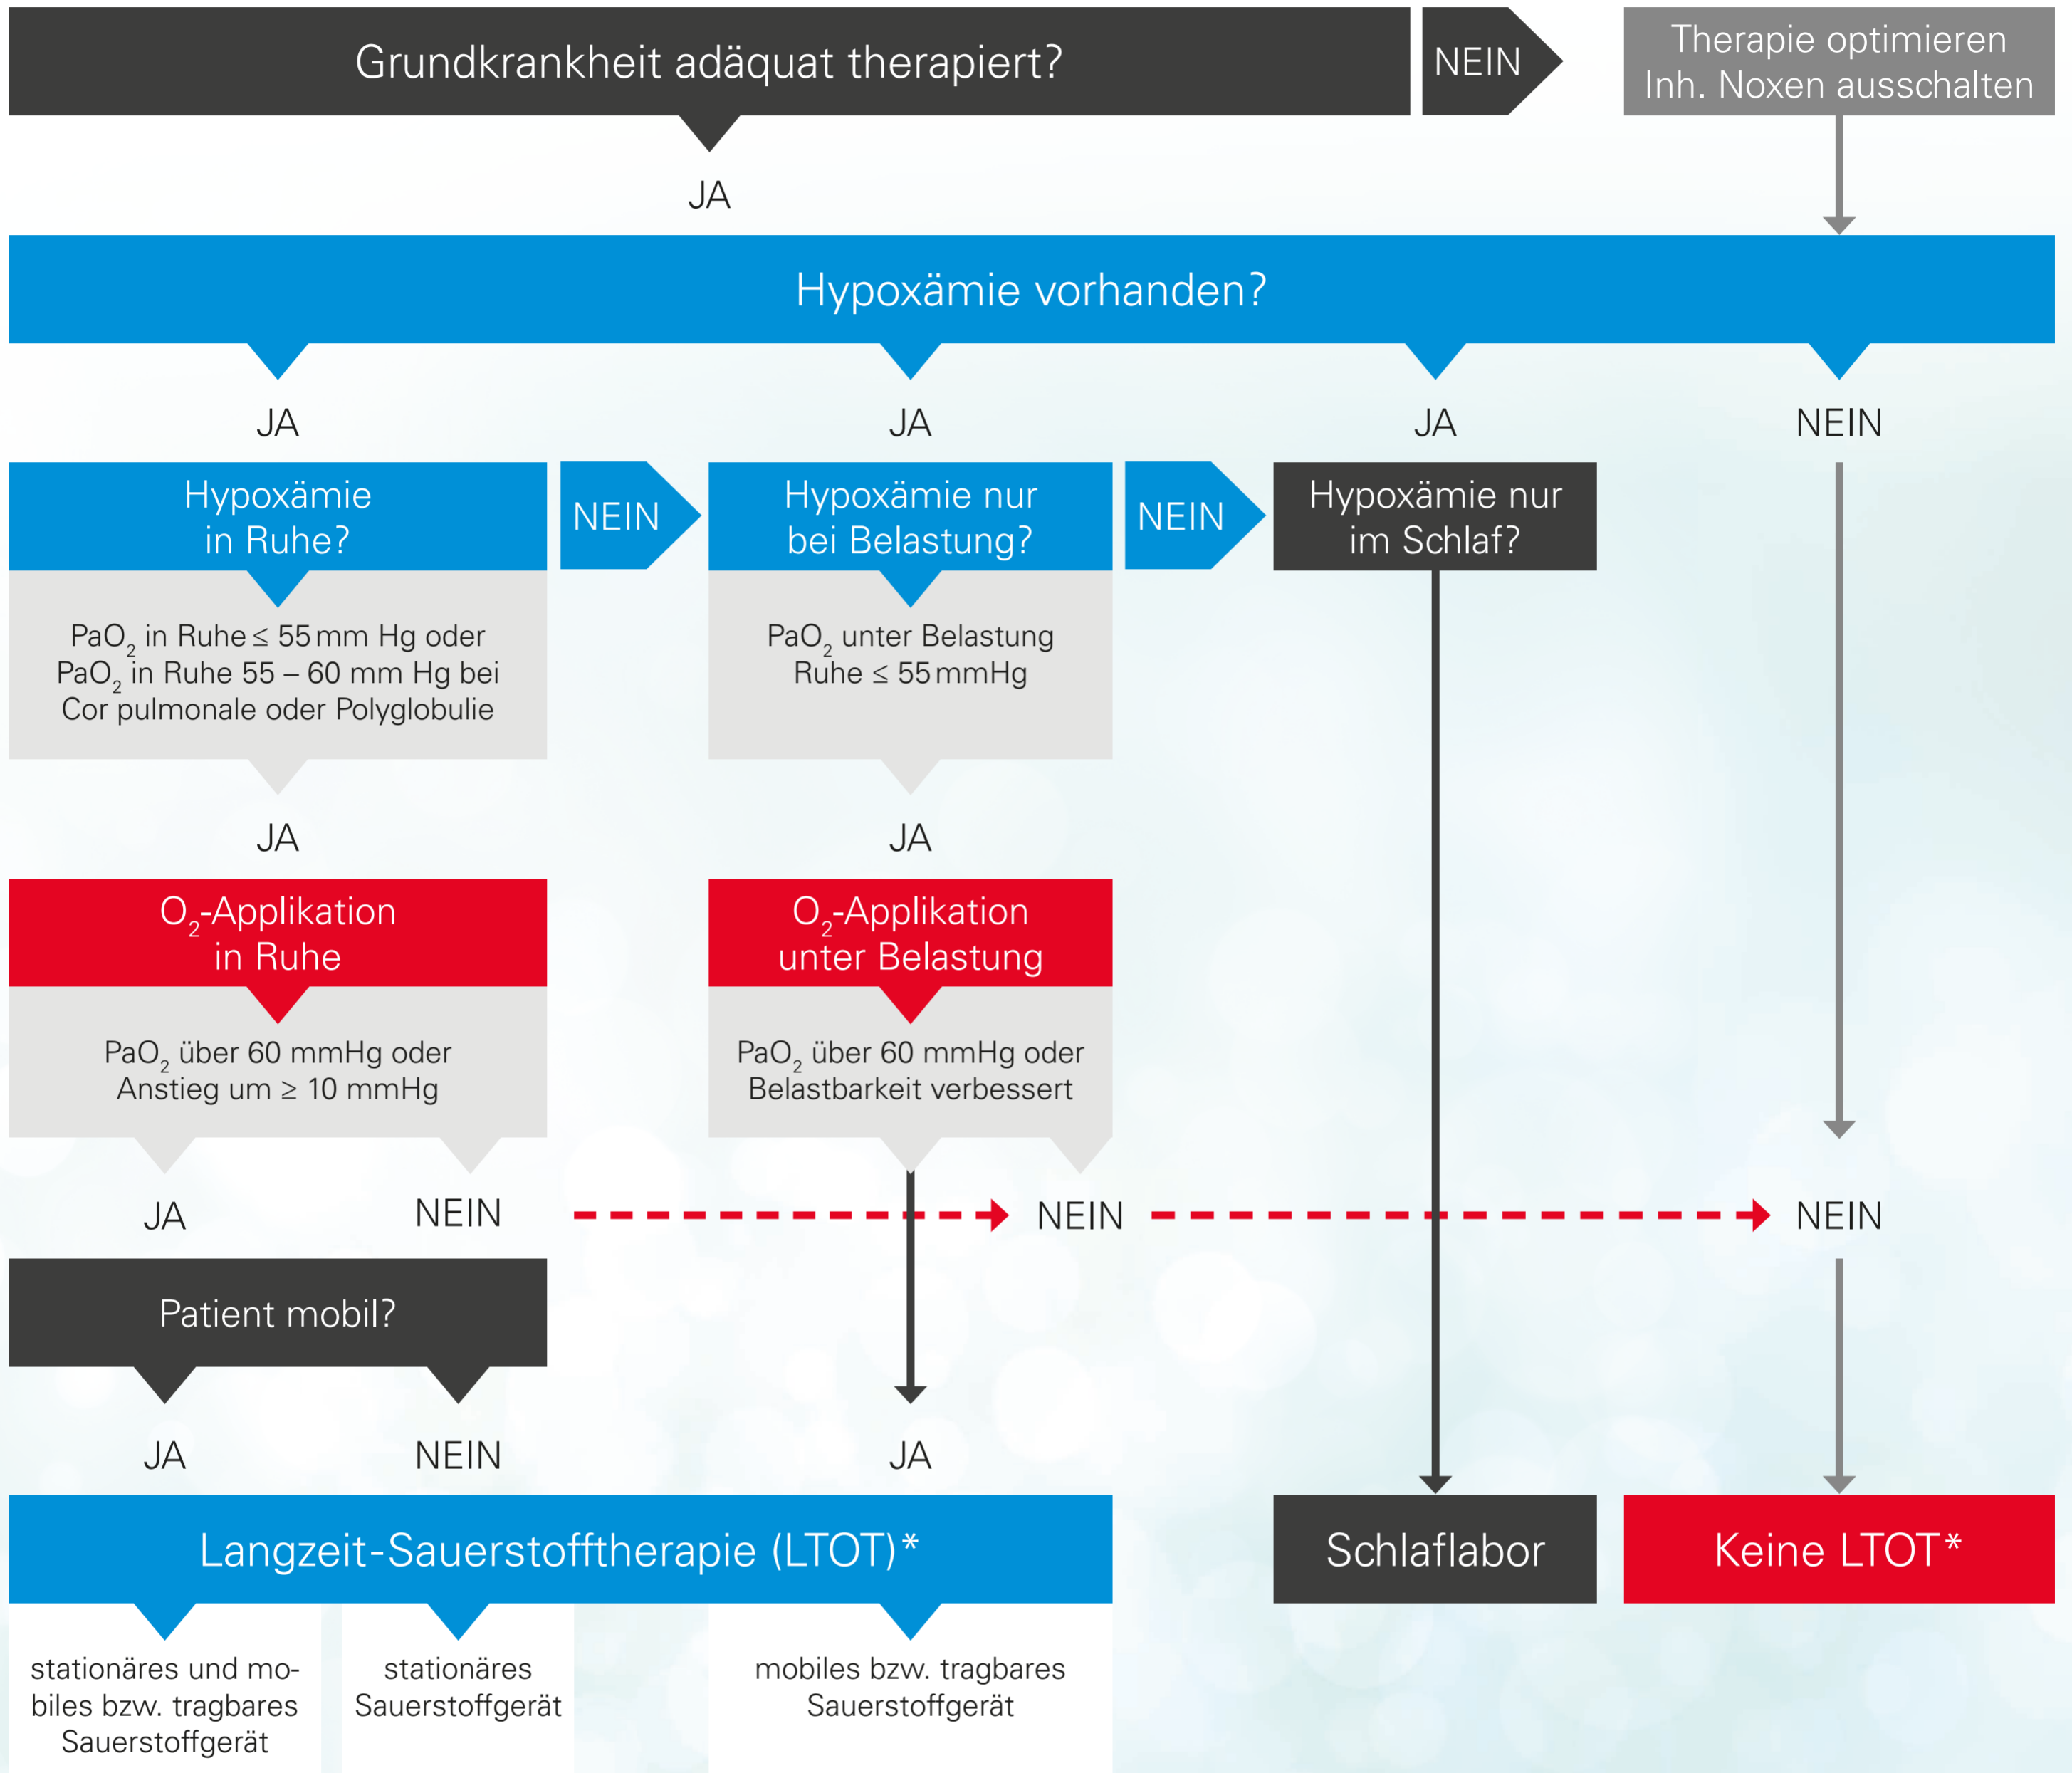 Grundkrankheit adäquat therapiert?
NEIN
Therapie optimieren
Inh. Noxen ausschalten
JA
Hypoxämie vorhanden?
JA
JA
JA
NEIN
Hypoxämie
in Ruhe?
NEIN
Hypoxämie nur
bei Belastung?
NEIN
Hypoxämie nur
im Schlaf?
PaO₂ in Ruhe ≤ 55 mm Hg oder
PaO₂ in Ruhe 55 – 60 mm Hg bei
Cor pulmonale oder Polyglobulie
PaO₂ unter Belastung
Ruhe ≤ 55 mmHg
JA
JA
O₂-Applikation
in Ruhe
O₂-Applikation
unter Belastung
PaO₂ über 60 mmHg oder
Anstieg um ≥ 10 mmHg
PaO₂ über 60 mmHg oder
Belastbarkeit verbessert
JA
NEIN
NEIN
NEIN
Patient mobil?
JA
NEIN
JA
Langzeit-Sauerstofftherapie (LTOT)*
Schlaflabor
Keine LTOT*
stationäres und mo-
biles bzw. tragbares
Sauerstoffgerät
stationäres
Sauerstoffgerät
mobiles bzw. tragbares
Sauerstoffgerät